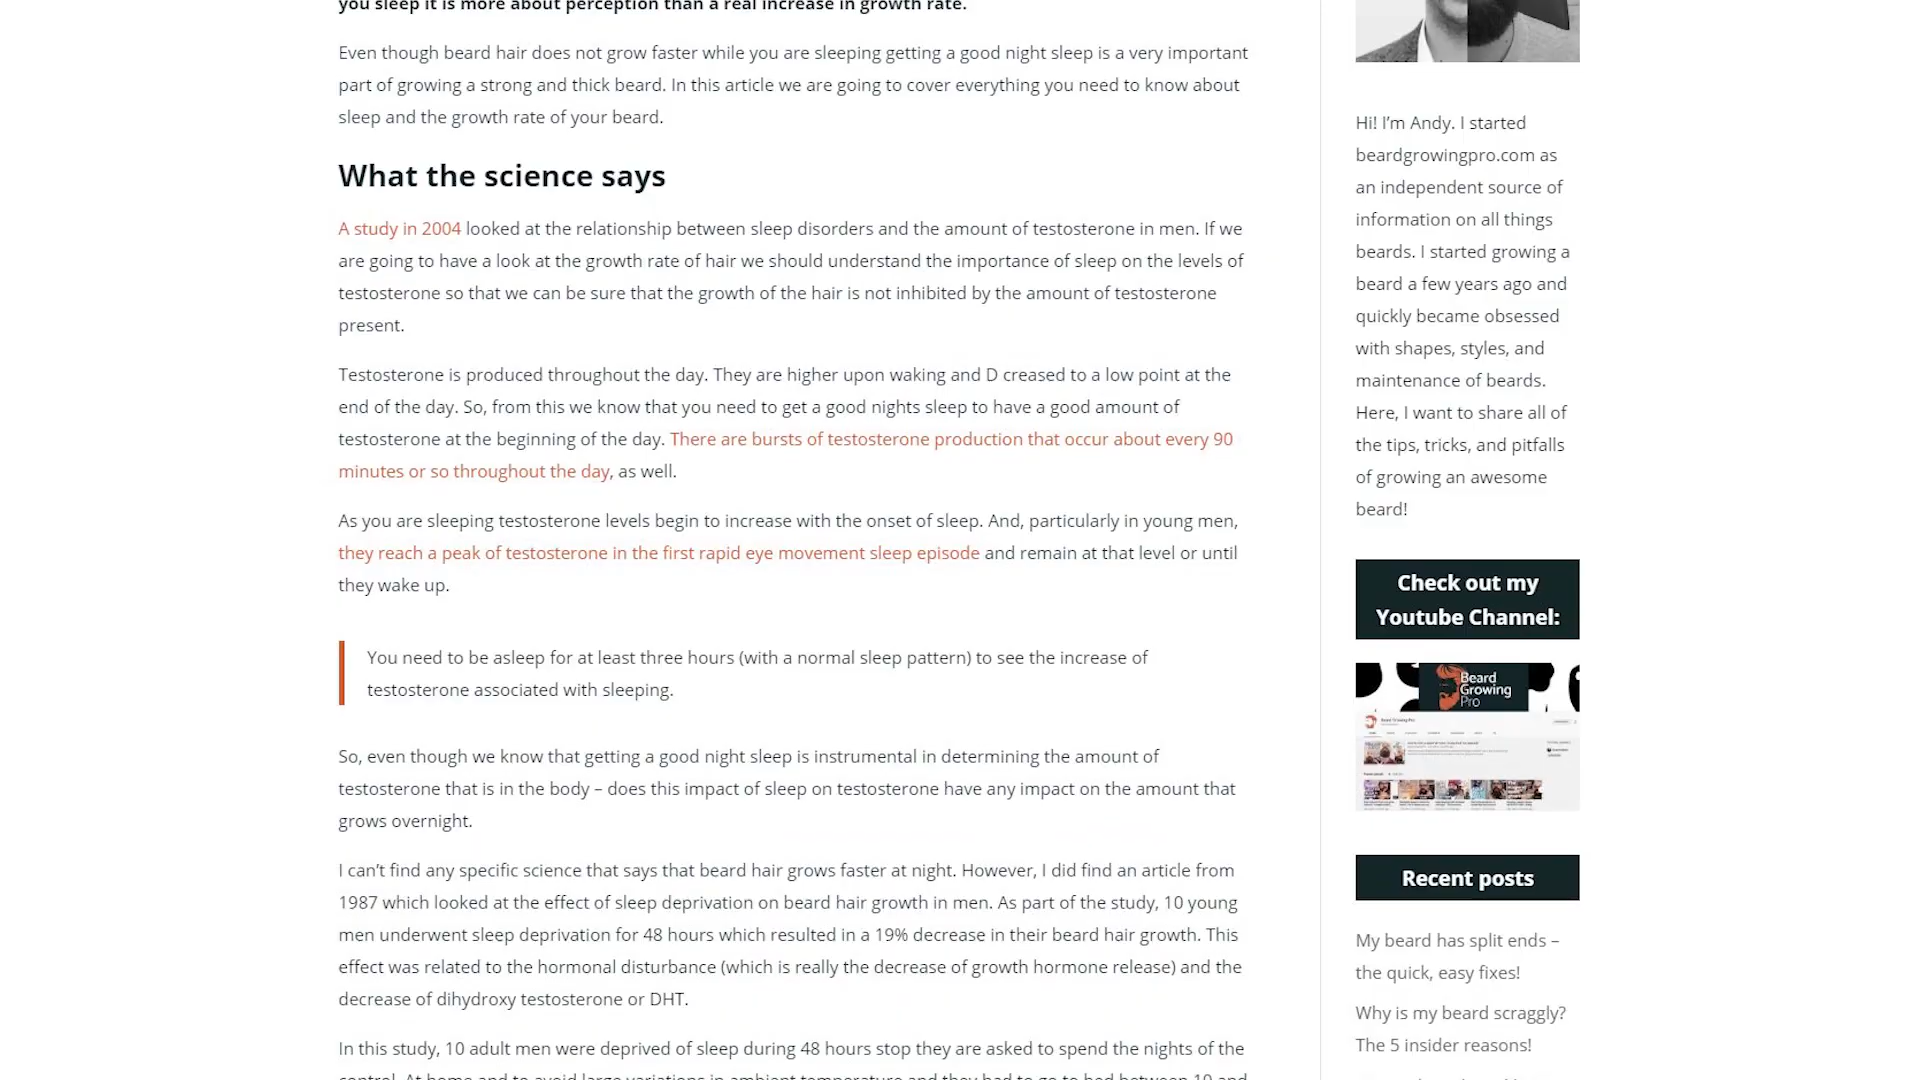 you sleep it is more about perception than a real increase in growth rate.
Even though beard hair does not grow faster while you are sleeping getting a good night sleep is a very important
part of growing a strong and thick beard. In this article we are going to cover everything you need to know about
sleep and the growth rate of your beard.
What the science says
A study in 2004 looked at the relationship between sleep disorders and the amount of testosterone in men. If we
are going to have a look at the growth rate of hair we should understand the importance of sleep on the levels of
testosterone so that we can be sure that the growth of the hair is not inhibited by the amount of testosterone
present.
Testosterone is produced throughout the day. They are higher upon waking and D creased to a low point at the
end of the day. So, from this we know that you need to get a good nights sleep to have a good amount of
testosterone at the beginning of the day. There are bursts of testosterone production that occur about every 90
minutes or so throughout the day, as well.
As you are sleeping testosterone levels begin to increase with the onset of sleep. And, particularly in young men,
they reach a peak of testosterone in the first rapid eye movement sleep episode and remain at that level or until
they wake up.
You need to be asleep for at least three hours (with a normal sleep pattern) to see the increase of
testosterone associated with sleeping.
So, even though we know that getting a good night sleep is instrumental in determining the amount of
testosterone that is in the body – does this impact of sleep on testosterone have any impact on the amount that
grows overnight.
I can’t find any specific science that says that beard hair grows faster at night. However, I did find an article from
1987 which looked at the effect of sleep deprivation on beard hair growth in men. As part of the study, 10 young
men underwent sleep deprivation for 48 hours which resulted in a 19% decrease in their beard hair growth. This
effect was related to the hormonal disturbance (which is really the decrease of growth hormone release) and the
decrease of dihydroxy testosterone or DHT.
In this study, 10 adult men were deprived of sleep during 48 hours stop they are asked to spend the nights of the
control. At home and to avoid large variations in ambient temperature and they had to go to bed between 10 and
Hi! I’m Andy. I started
beardgrowingpro.com as
an independent source of
information on all things
beards. I started growing a
beard a few years ago and
quickly became obsessed
with shapes, styles, and
maintenance of beards.
Here, I want to share all of
the tips, tricks, and pitfalls
of growing an awesome
beard!
Check out my
Youtube Channel:
Beard
Growing
Pro
Recent posts
My beard has split ends –
the quick, easy fixes!
Why is my beard scraggly?
The 5 insider reasons!